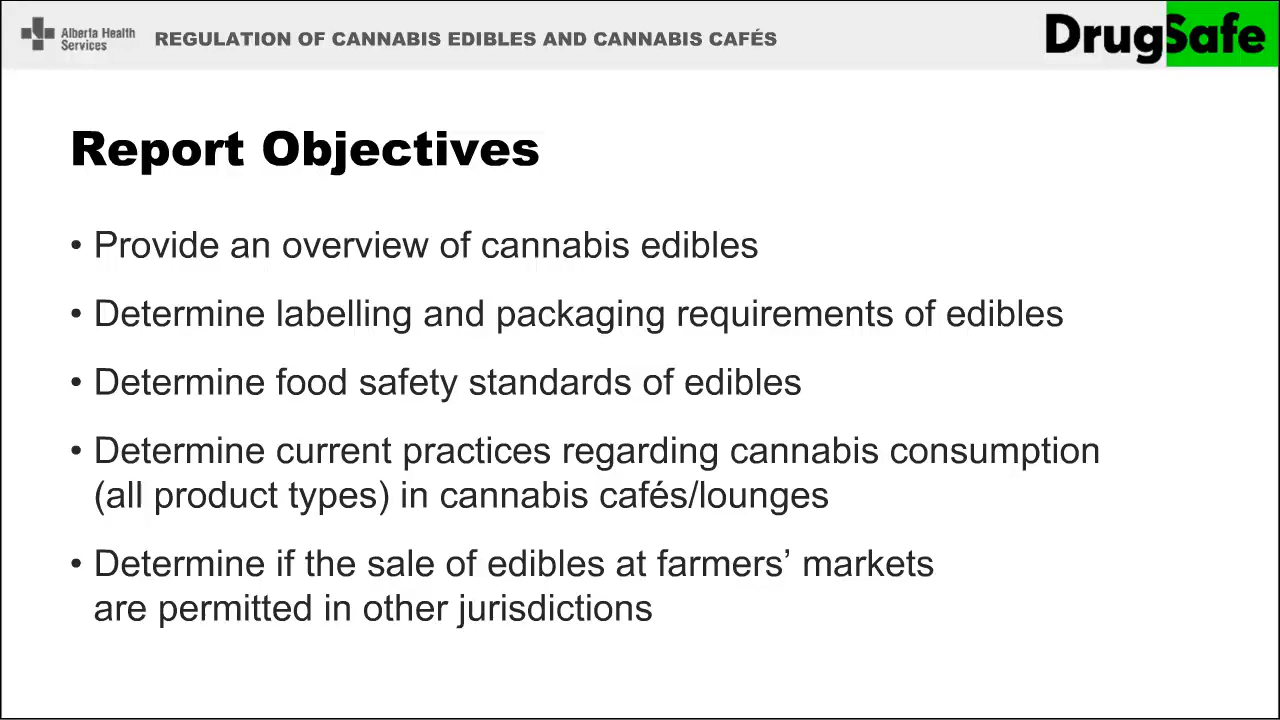 Alberta Health
Services
REGULATION OF CANNABIS EDIBLES AND CANNABIS CAFÉS
DrugSafe
Report Objectives
• Provide an overview of cannabis edibles
• Determine labelling and packaging requirements of edibles
• Determine food safety standards of edibles
• Determine current practices regarding cannabis consumption
(all product types) in cannabis cafés/lounges
• Determine if the sale of edibles at farmers’ markets
are permitted in other jurisdictions